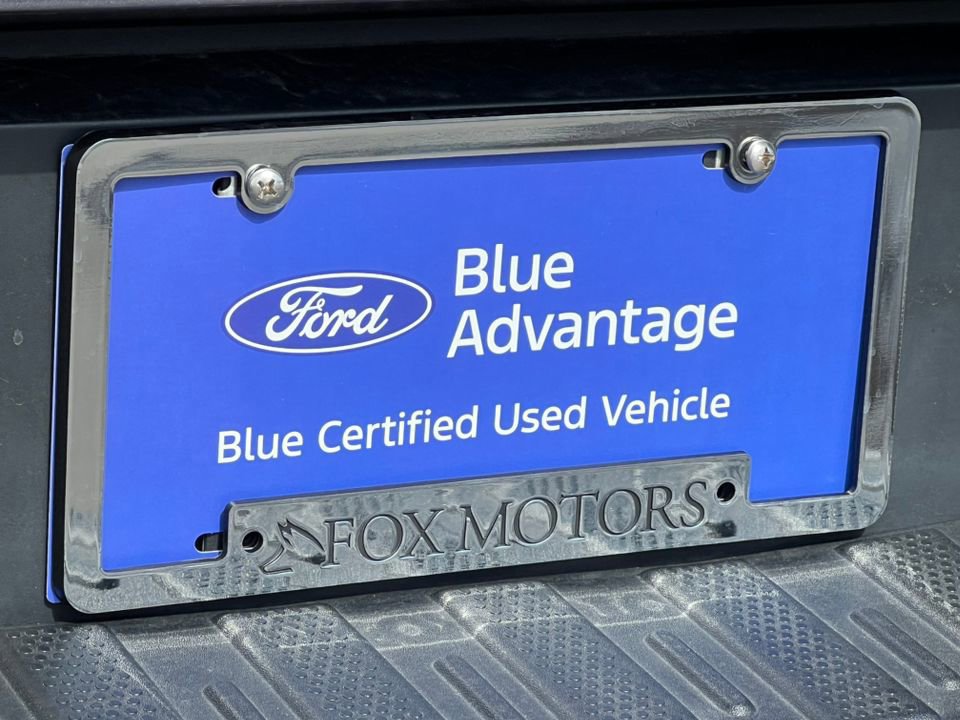 Ford
Blue
Advantage
Blue Certified Used Vehicle
FOX MOTORS